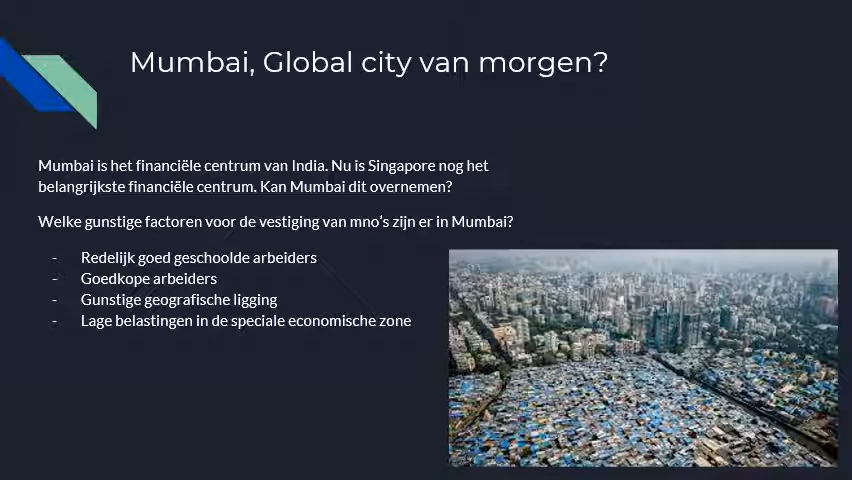 Mumbai, Global city van morgen?
Mumbai is het financiële centrum van India. Nu is Singapore nog het
belangrijkste financiële centrum. Kan Mumbai dit overnemen?
Welke gunstige factoren voor de vestiging van mno's zijn er in Mumbai?
- Redelijk goed geschoolde arbeiders
- Goedkope arbeiders
- Gunstige geografische ligging
- Lage belastingen in de speciale economische zone